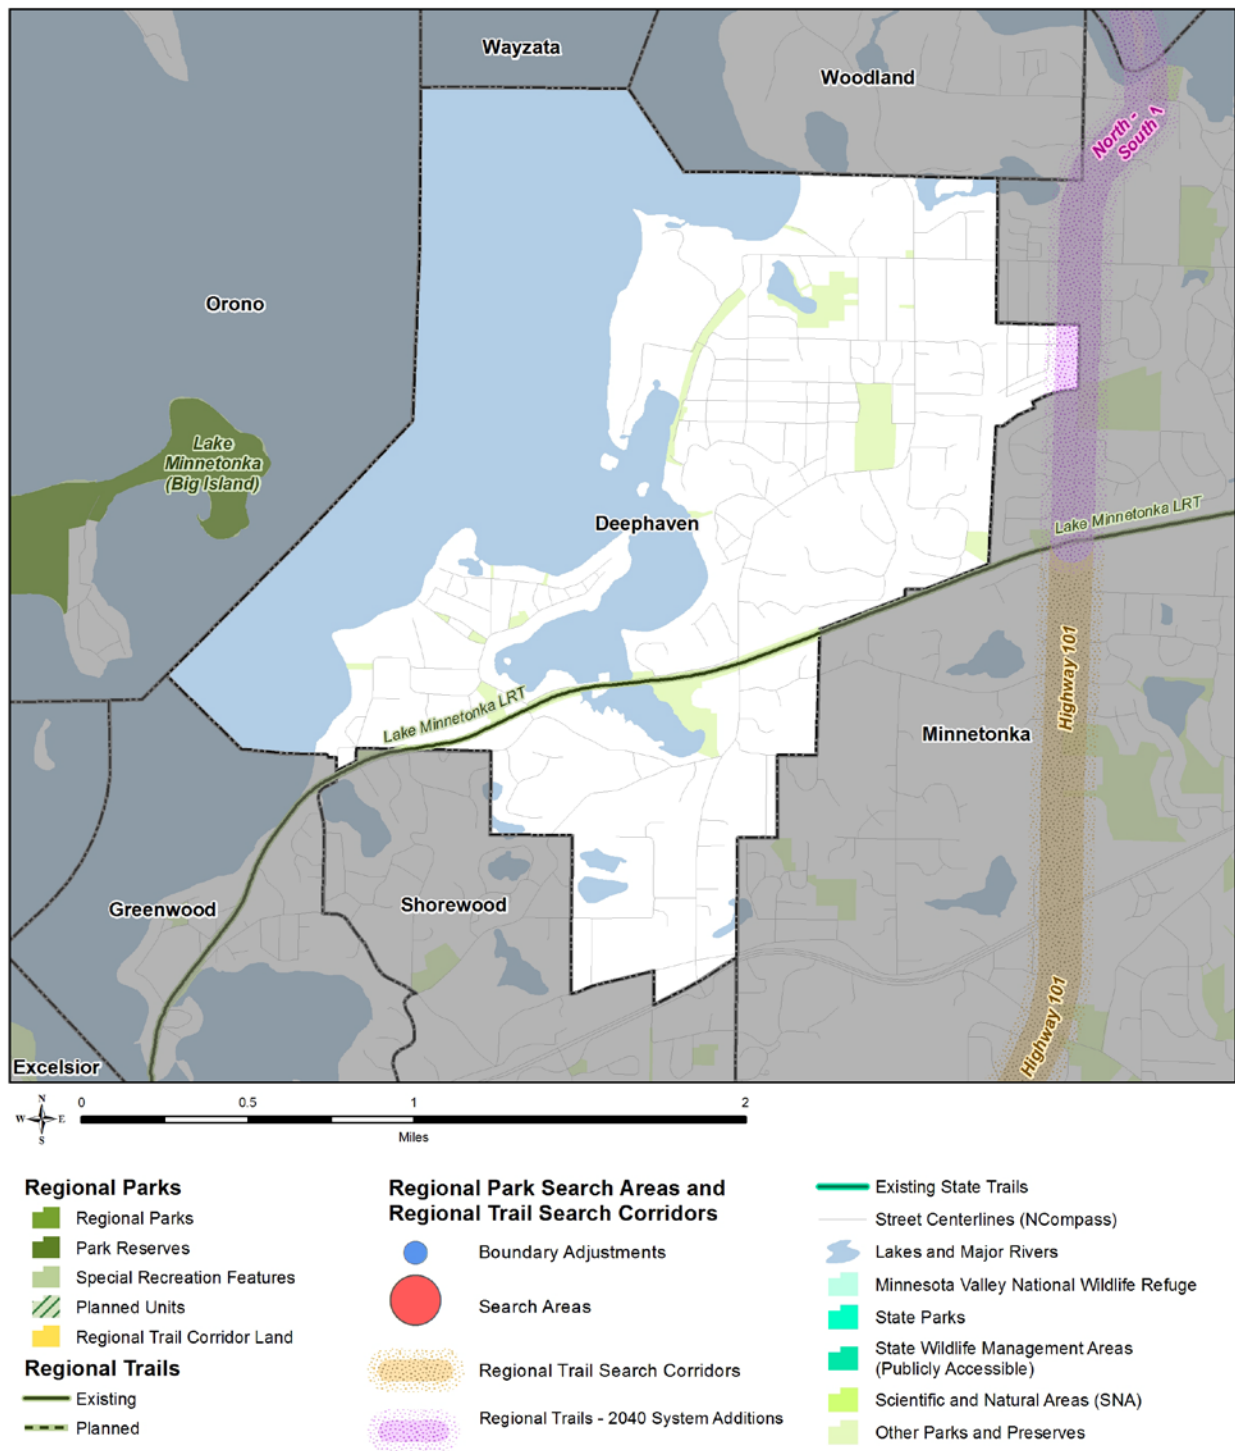 Wayzata
Woodland
North -
South 1
Orono
Lake
Minnetonka
(Big Island)
Deephaven
Lake Minnetonka LRT
Highway 101
Lake Minnetonka LRT
Minnetonka
Greenwood
Shorewood
Highway 101
Excelsior
N
W E
S
0 0.5 1 2
Miles
Regional Parks
Regional Parks
Park Reserves
Special Recreation Features
Planned Units
Regional Trail Corridor Land
Regional Trails
Existing
Planned
Regional Park Search Areas and
Regional Trail Search Corridors
Boundary Adjustments
Search Areas
Regional Trail Search Corridors
Regional Trails - 2040 System Additions
Existing State Trails
Street Centerlines (NCompass)
Lakes and Major Rivers
Minnesota Valley National Wildlife Refuge
State Parks
State Wildlife Management Areas
(Publicly Accessible)
Scientific and Natural Areas (SNA)
Other Parks and Preserves